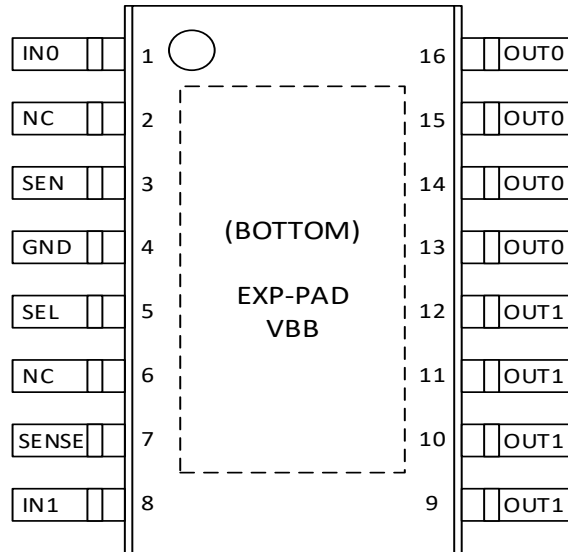 IN0 1 16 OUT0
NC 2 15 OUT0
SEN 3 14 OUT0
(BOTTOM)
GND 4 13 OUT0
EXP-PAD
SEL 5 12 OUT1
VBB
NC 6 11 OUT1
SENSE 7 10 OUT1
IN1 8 9 OUT1